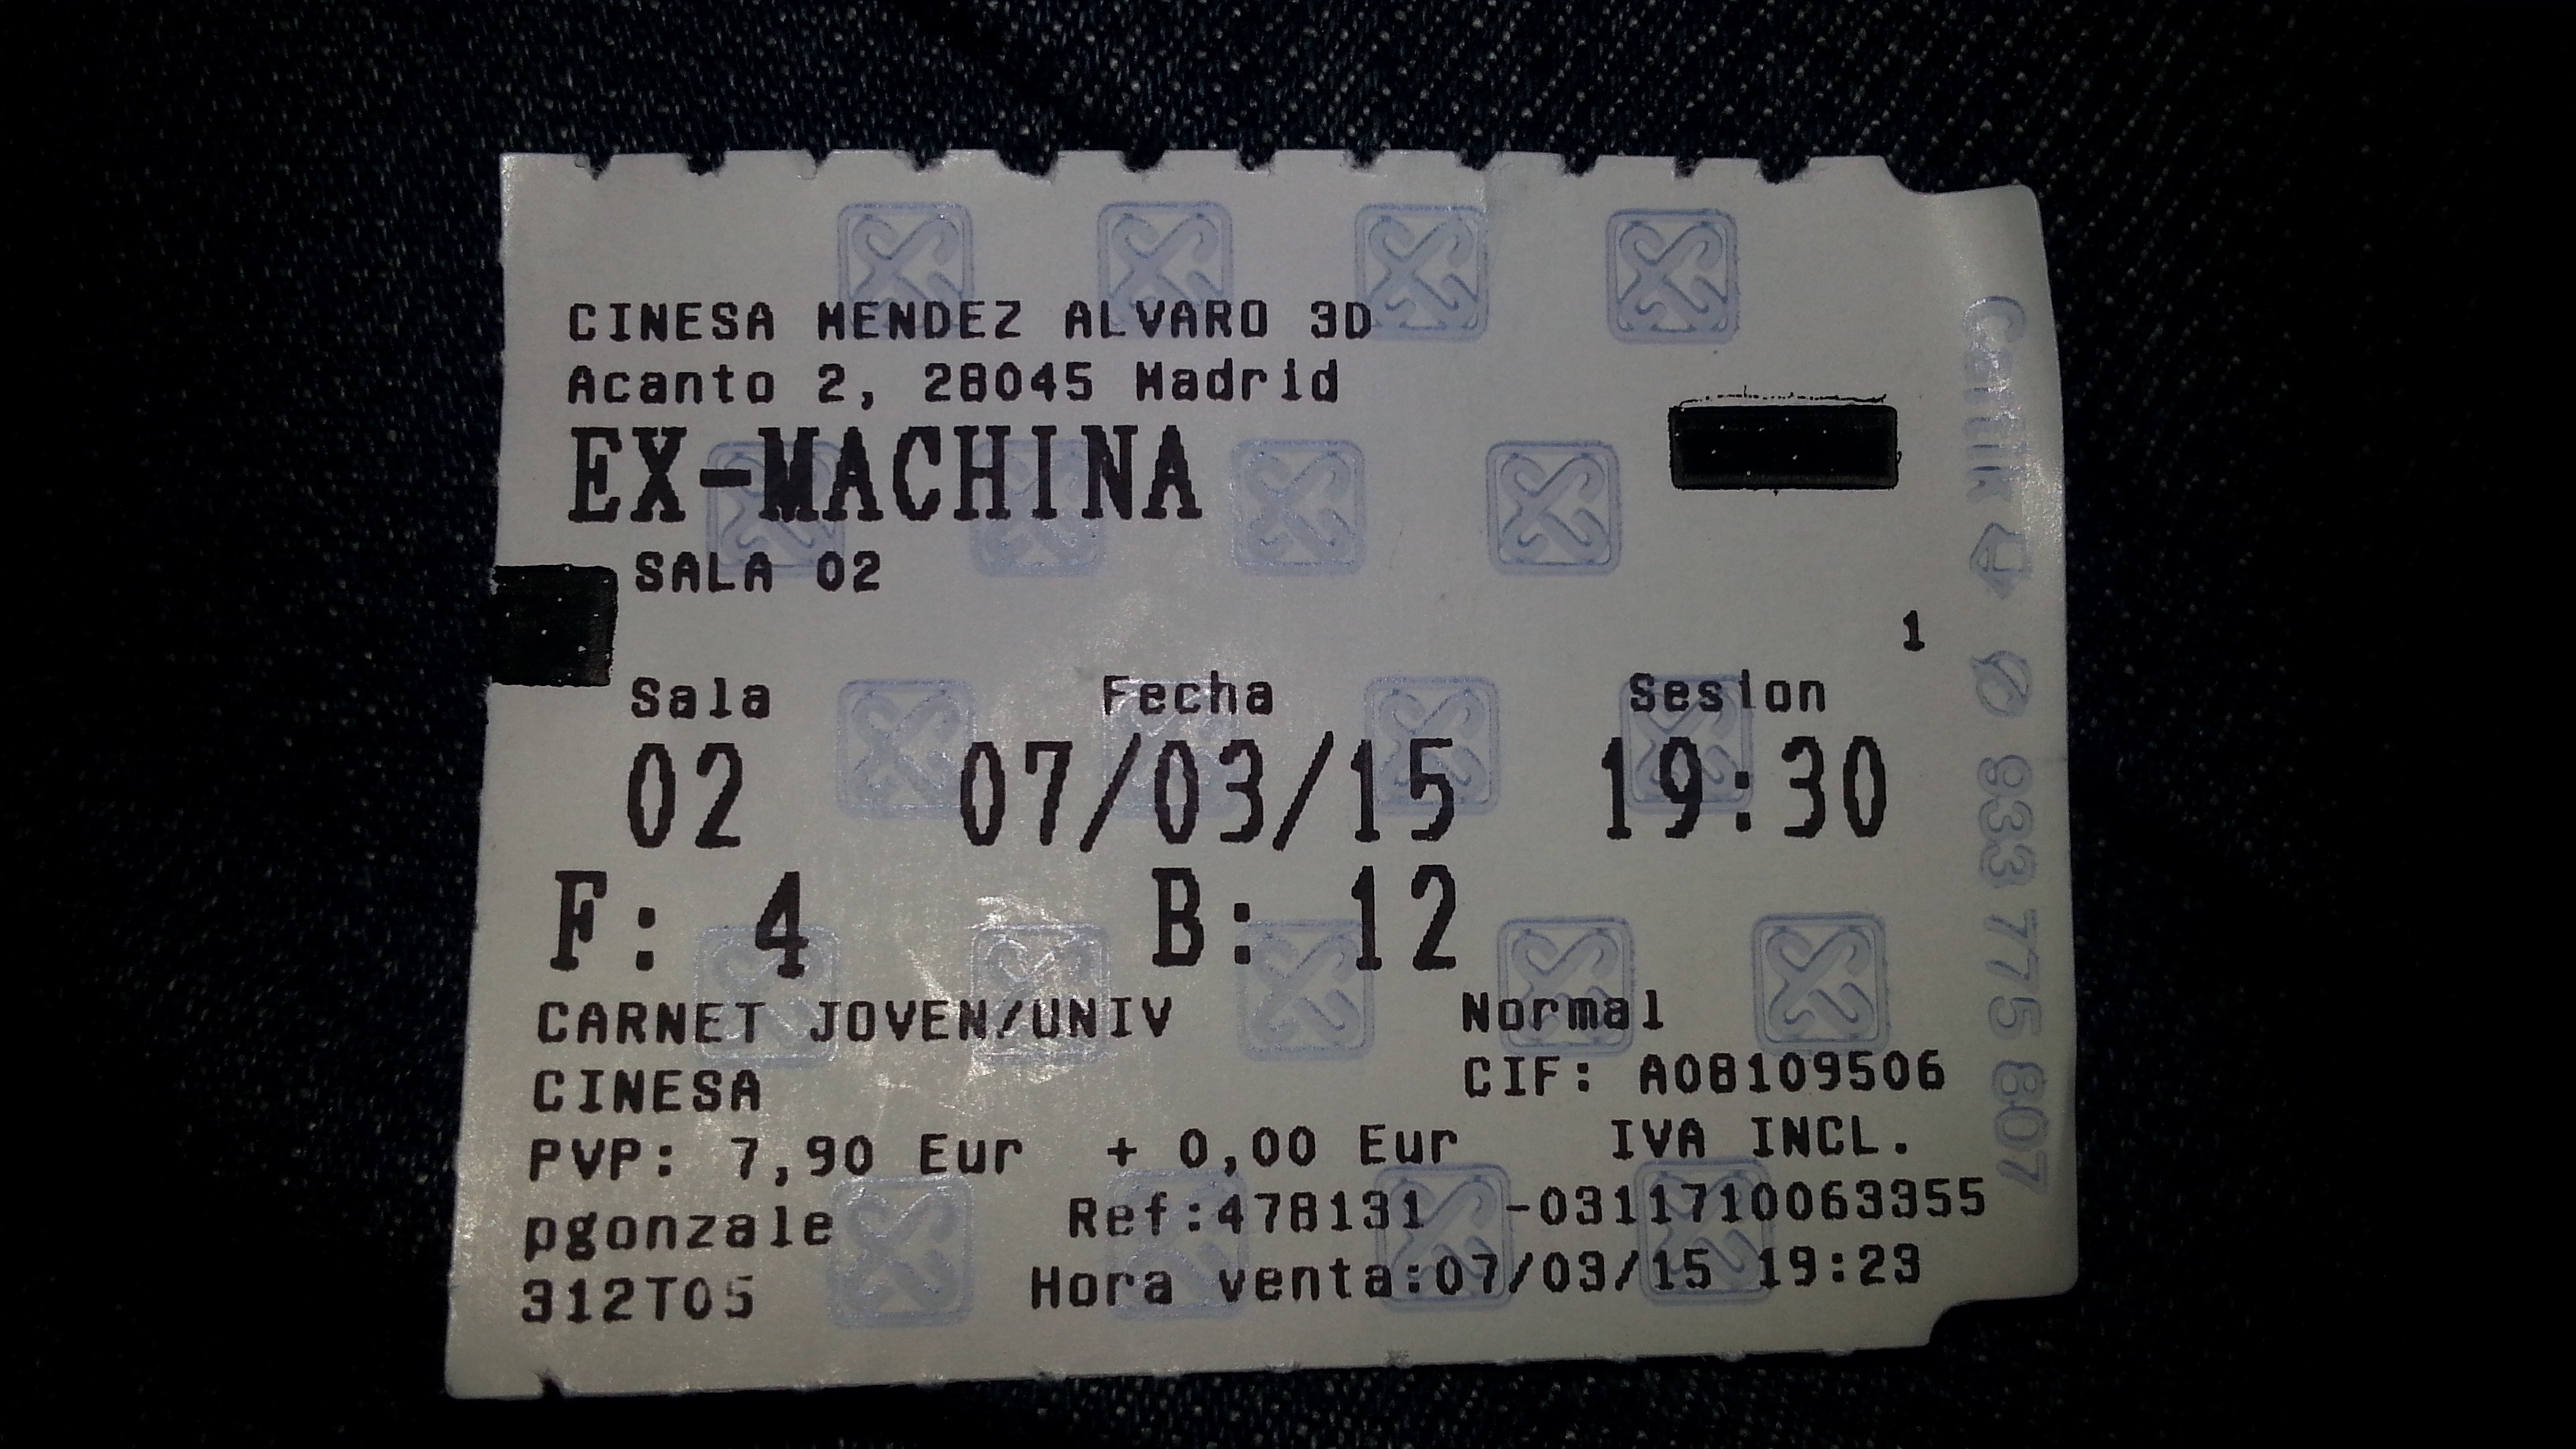 CINESA MENDEZ ALVARO 3D
Acanto 2, 28045 Madrid
EX-MACHINA
SALA 02
1
Sala Fecha Sesion
02 07/03/15 19:30
F: 4 B: 12
CARNET JOVEN/UNIV Normal
CINESA CIF: A08109506
PVP: 7,90 Eur + 0,00 Eur IVA INCL.
pgonzale Ref:478131 -0311710063355
312T05 Hora venta:07/03/15 19:23
933 775 807